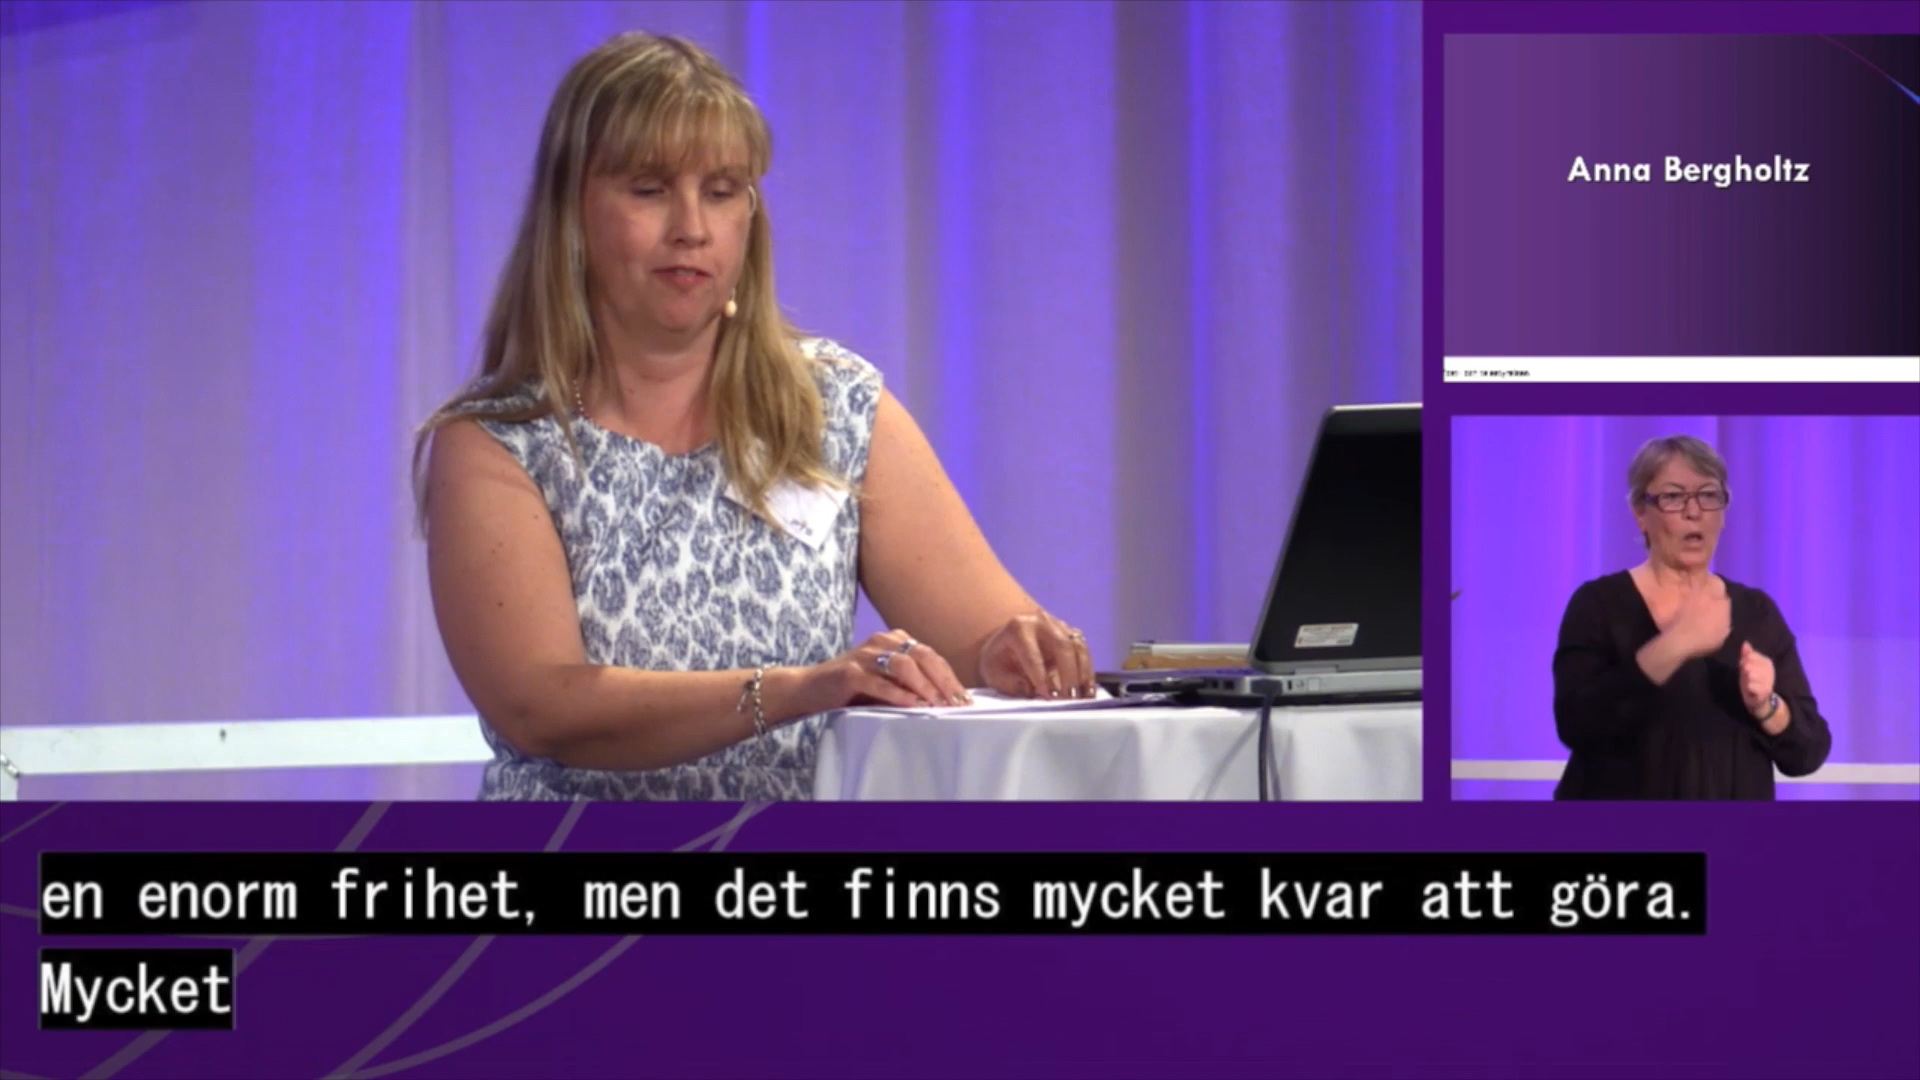 Anna Bergholtz
en enorm frihet, men det finns mycket kvar att göra.
Mycket